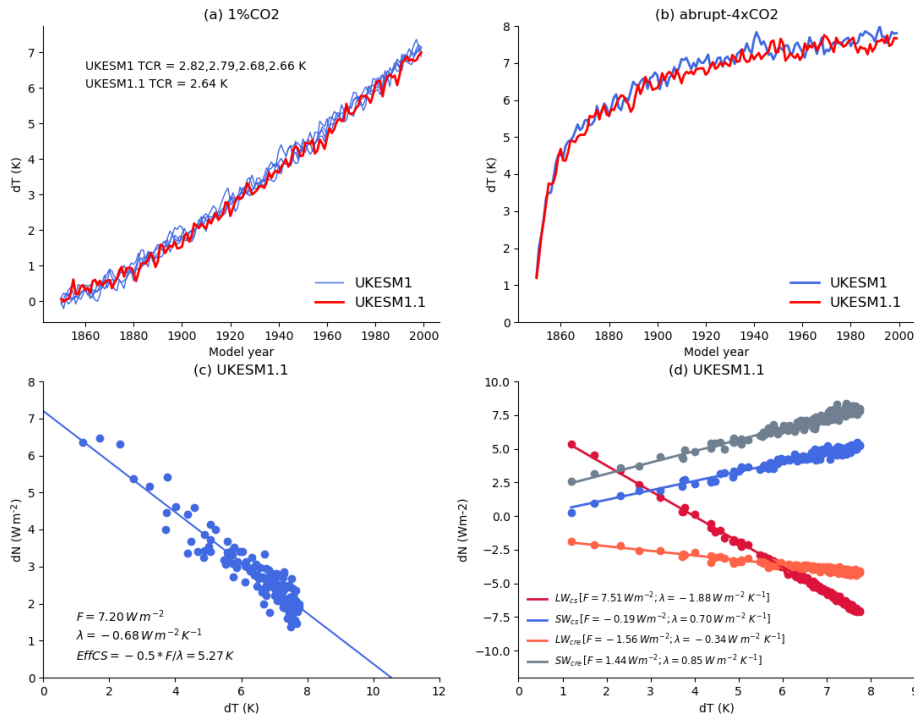 (a) 1%CO2
dT (K)
7
6
5
4
3
2
1
0
UKESM1 TCR = 2.82,2.79,2.68,2.66 K
UKESM1.1 TCR = 2.64 K
UKESM1
UKESM1.1
1860
1880
1900
1920
1940
1960
1980
2000
Model year
(b) abrupt-4xCO2
dT (K)
8
7
6
5
4
3
2
1
0
UKESM1
UKESM1.1
1860
1880
1900
1920
1940
1960
1980
2000
Model year
(c) UKESM1.1
dN (W m⁻²)
8
7
6
5
4
3
2
1
0
F = 7.20 W m⁻²
λ = −0.68 W m⁻² K⁻¹
EffCS = −0.5 * F/λ = 5.27 K
0
2
4
6
8
10
12
dT (K)
(d) UKESM1.1
dN (Wm-2)
10.0
7.5
5.0
2.5
0.0
−2.5
−5.0
−7.5
−10.0
LW_cs [F = 7.51 Wm⁻²; λ = −1.88 W m⁻² K⁻¹]
SW_cs [F = −0.19 Wm⁻²; λ = 0.70 W m⁻² K⁻¹]
LW_cre [F = −1.56 Wm⁻²; λ = −0.34 W m⁻² K⁻¹]
SW_cre [F = 1.44 Wm⁻²; λ = 0.85 W m⁻² K⁻¹]
0
1
2
3
4
5
6
7
8
9
dT (K)